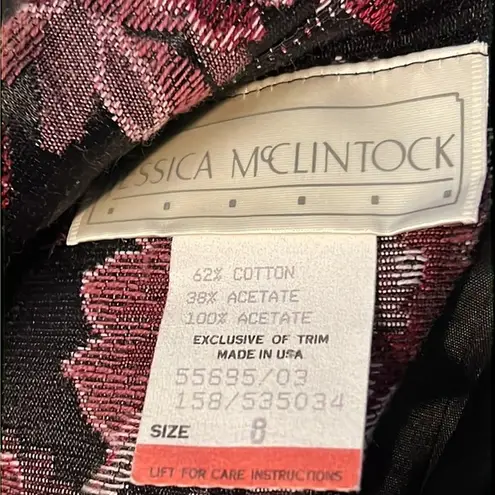 ESSICA McCLINTOCK
62% COTTON
38% ACETATE
100% ACETATE
EXCLUSIVE OF TRIM
MADE IN USA
55695/03
158/535034
SIZE 8
LIFT FOR CARE INSTRUCTIONS